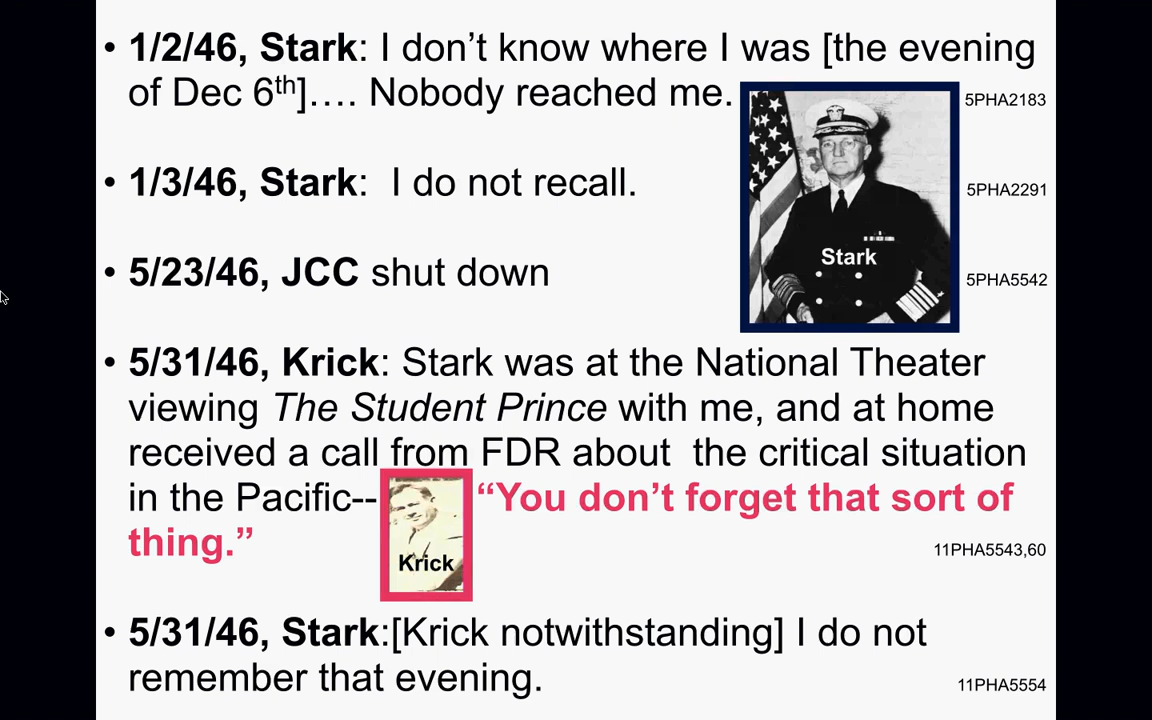 • 1/2/46, Stark: I don’t know where I was [the evening
of Dec 6th]…. Nobody reached me.
5PHA2183
• 1/3/46, Stark:  I do not recall.
5PHA2291
Stark
• 5/23/46, JCC shut down
5PHA5542
• 5/31/46, Krick: Stark was at the National Theater
viewing The Student Prince with me, and at home
received a call from FDR about  the critical situation
in the Pacific-- “You don’t forget that sort of
thing.”
Krick
11PHA5543,60
• 5/31/46, Stark:[Krick notwithstanding] I do not
remember that evening.
11PHA5554